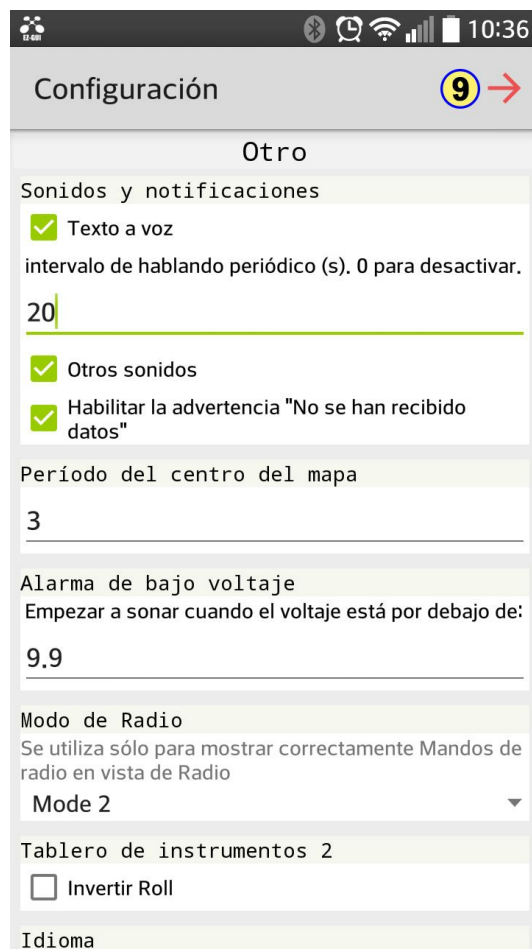 EZ-GUI
10:36
Configuración
9
Otro
Sonidos y notificaciones
Texto a voz
intervalo de hablando periódico (s). 0 para desactivar.
20
Otros sonidos
Habilitar la advertencia "No se han recibido
datos"
Período del centro del mapa
3
Alarma de bajo voltaje
Empezar a sonar cuando el voltaje está por debajo de:
9.9
Modo de Radio
Se utiliza sólo para mostrar correctamente Mandos de
radio en vista de Radio
Mode 2
Tablero de instrumentos 2
Invertir Roll
Idioma